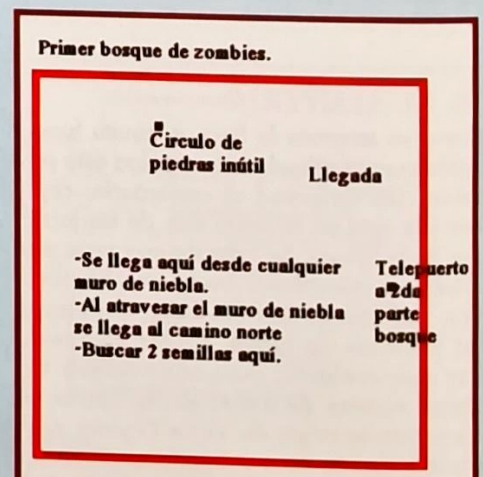 Primer bosque de zombies.
Círculo de
piedras inútil
Llegada
-Se llega aquí desde cualquier
muro de niebla.
-Al atravesar el muro de niebla
se llega al camino norte
-Buscar 2 semillas aquí.
Telepuerto
a 2da
parte
bosque